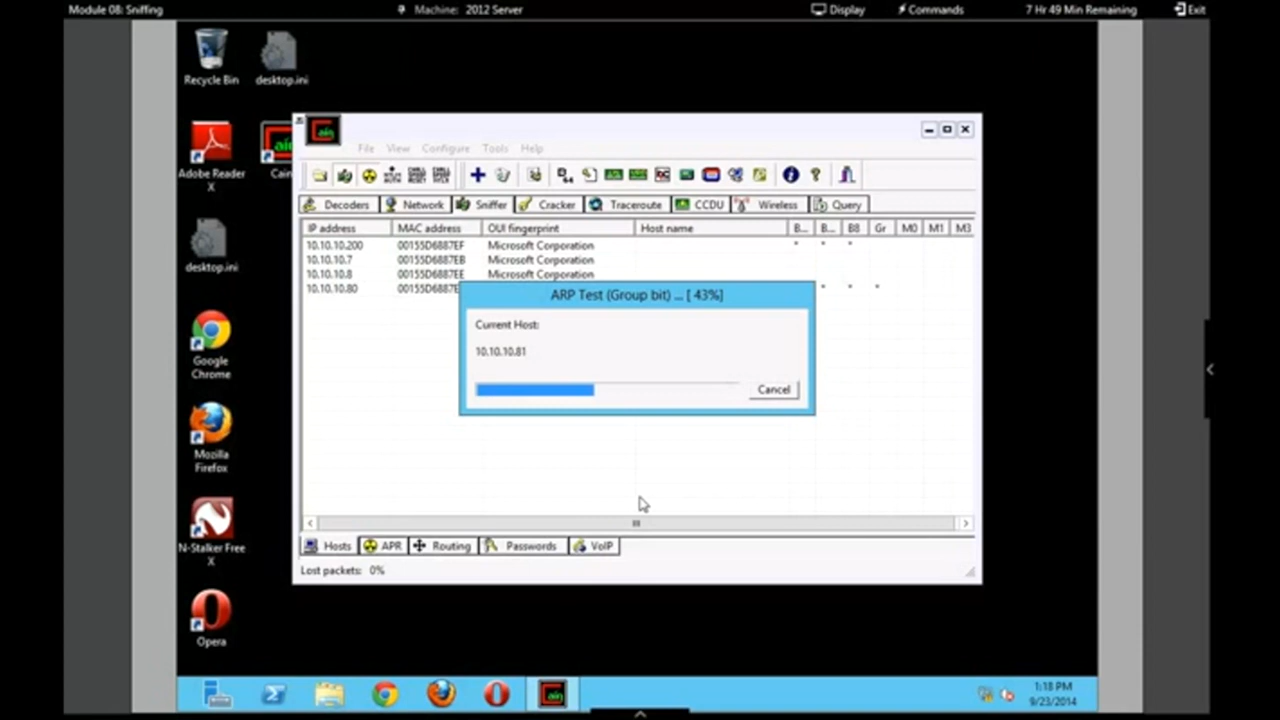 Module 08: Sniffing
Machine: 2012 Server
Display
Commands
7 Hr 49 Min Remaining
Exit
Recycle Bin
desktop.ini
Adobe Reader X
Cain
desktop.ini
Google Chrome
Mozilla Firefox
N-Stalker Free X
Opera
File View Configure Tools Help
Decoders Network Sniffer Cracker Traceroute CCDU Wireless Query
IP address MAC address OUI fingerprint Host name B... B... B8 Gr M0 M1 M3
10.10.10.200 00155D6887EF Microsoft Corporation * * *
10.10.10.7 00155D6887EB Microsoft Corporation
10.10.10.8 00155D6887EE Microsoft Corporation
10.10.10.80 00155D6887E * * *
ARP Test (Group bit) ... [ 43%]
Current Host:
10.10.10.81
Cancel
Hosts APR Routing Passwords VoIP
Lost packets: 0%
1:18 PM
9/23/2014